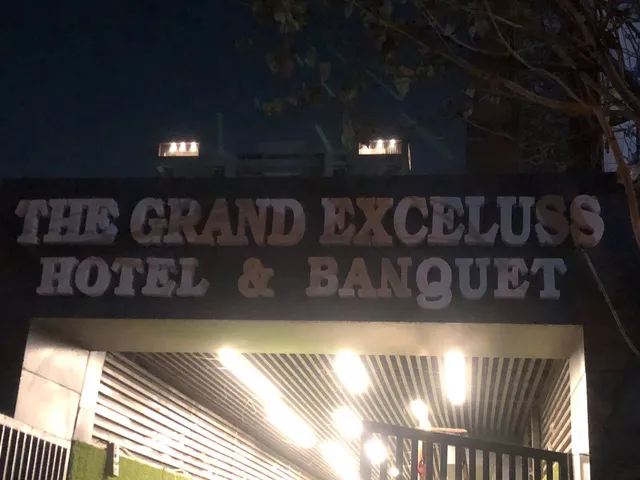 THE GRAND EXCELUSS
HOTEL & BANQUET